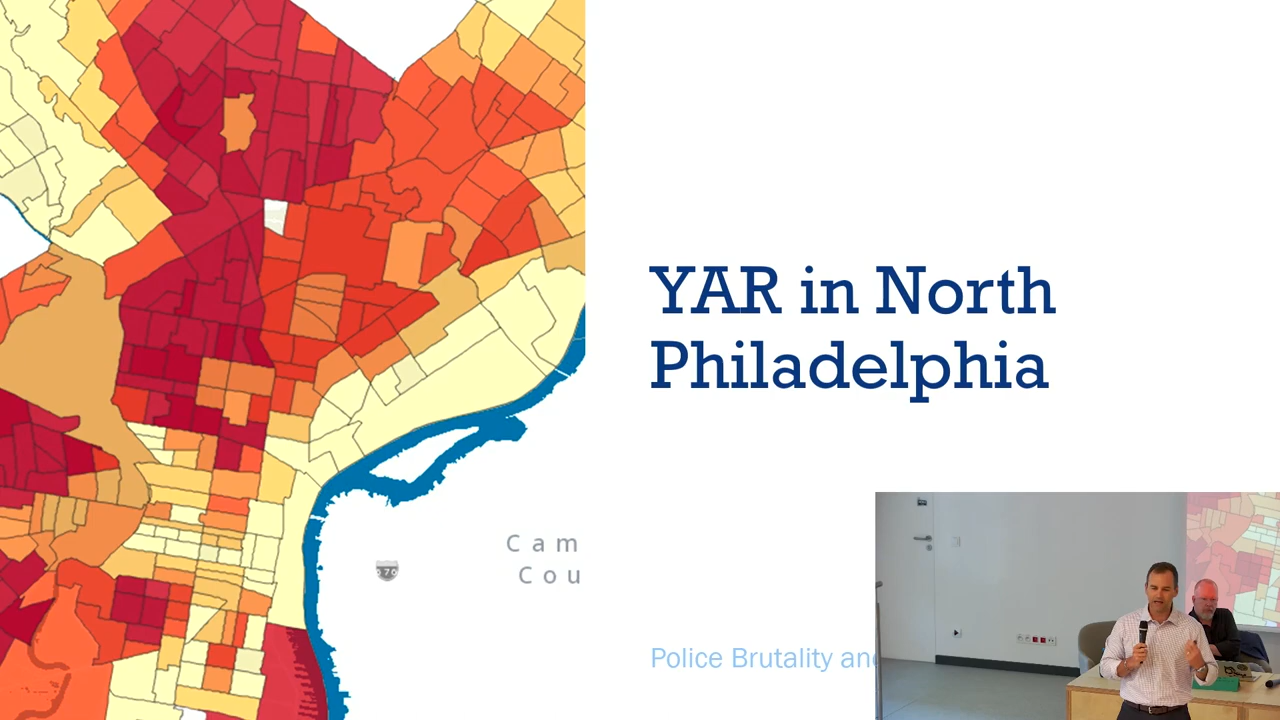 YAR in North
Philadelphia
Cam
Cou
Police Brutality and